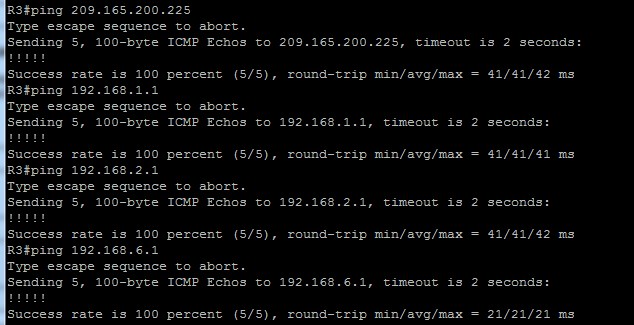 R3#ping 209.165.200.225
Type escape sequence to abort.
Sending 5, 100-byte ICMP Echos to 209.165.200.225, timeout is 2 seconds:
!!!!!
Success rate is 100 percent (5/5), round-trip min/avg/max = 41/41/42 ms
R3#ping 192.168.1.1
Type escape sequence to abort.
Sending 5, 100-byte ICMP Echos to 192.168.1.1, timeout is 2 seconds:
!!!!!
Success rate is 100 percent (5/5), round-trip min/avg/max = 41/41/41 ms
R3#ping 192.168.2.1
Type escape sequence to abort.
Sending 5, 100-byte ICMP Echos to 192.168.2.1, timeout is 2 seconds:
!!!!!
Success rate is 100 percent (5/5), round-trip min/avg/max = 41/41/42 ms
R3#ping 192.168.6.1
Type escape sequence to abort.
Sending 5, 100-byte ICMP Echos to 192.168.6.1, timeout is 2 seconds:
!!!!!
Success rate is 100 percent (5/5), round-trip min/avg/max = 21/21/21 ms